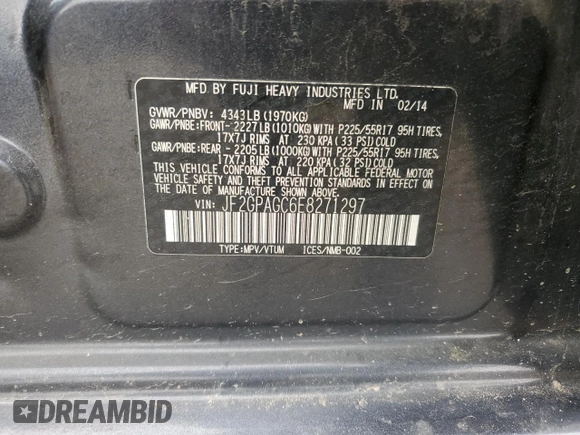 MFD BY FUJI HEAVY INDUSTRIES LTD.
MFD IN 02/14
GVWR/PNBV: 4343LB(1970KG)
GAWR/PNBE:FRONT- 2227LB(1010KG)WITH P225/55R17 95H TIRES,
17X7J RIMS AT 230 KPA(33 PSI)COLD
GAWR/PNBE:REAR - 2205LB(1000KG)WITH P225/55R17 95H TIRES,
17X7J RIMS AT 220 KPA(32 PSI)COLD
THIS VEHICLE CONFORMS TO ALL APPLICABLE FEDERAL MOTOR
VEHICLE SAFETY AND THEFT PREVENTION STANDARDS IN EFFECT
ON THE DATE OF MANUFACTURE SHOWN ABOVE.
VIN: JF2GPAGC6E8271297
TYPE:MPV/VTUM ICES/NMB-002
DREAMBID